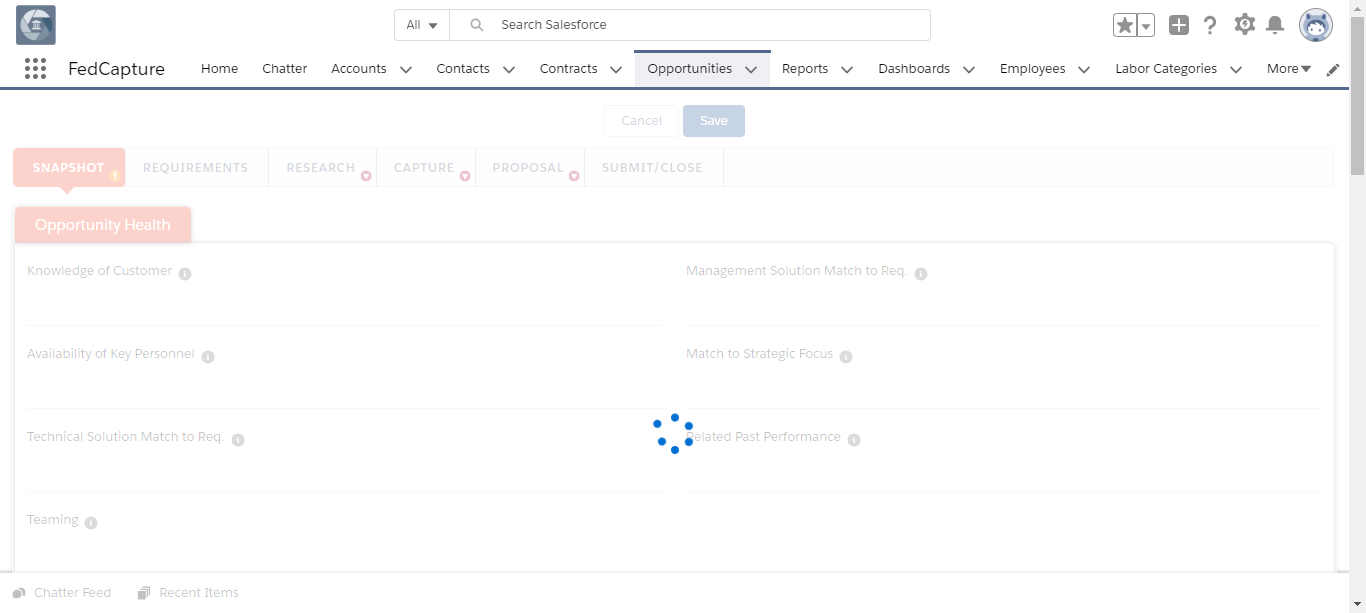 All Search Salesforce
FedCapture Home Chatter Accounts Contacts Contracts Opportunities Reports Dashboards Employees Labor Categories More
Cancel Save
SNAPSHOT REQUIREMENTS RESEARCH CAPTURE PROPOSAL SUBMIT/CLOSE
Opportunity Health
Knowledge of Customer Management Solution Match to Req.
Availability of Key Personnel Match to Strategic Focus
Technical Solution Match to Req. Related Past Performance
Teaming
Chatter Feed Recent Items